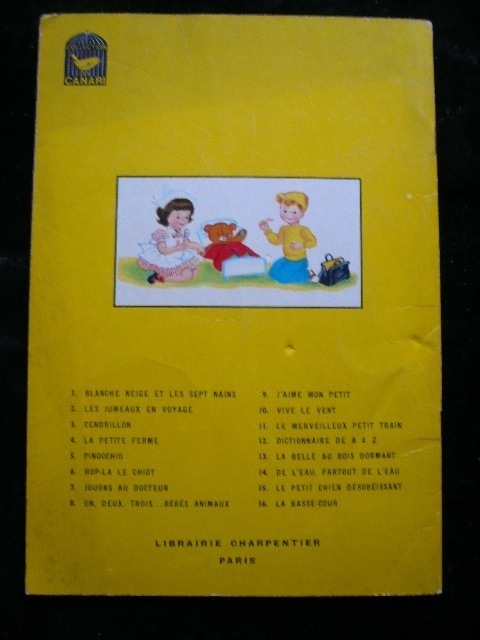 CANARI
1. BLANCHE NEIGE ET LES SEPT NAINS
2. LES JUMEAUX EN VOYAGE
3. CENDRILLON
4. LA PETITE FERME
5. PINOCCHIO
6. HOP-LA LE CHIOT
7. JOUONS AU DOCTEUR
8. UN, DEUX, TROIS... BÉBÉS ANIMAUX
9. J'AIME MON PETIT
10. VIVE LE VENT
11. LE MERVEILLEUX PETIT TRAIN
12. DICTIONNAIRE DE A A Z
13. LA BELLE AU BOIS DORMANT
14. DE L'EAU, PARTOUT DE L'EAU
15. LE PETIT CHIEN DÉSOBÉISSANT
16. LA BASSE-COUR
LIBRAIRIE CHARPENTIER
PARIS